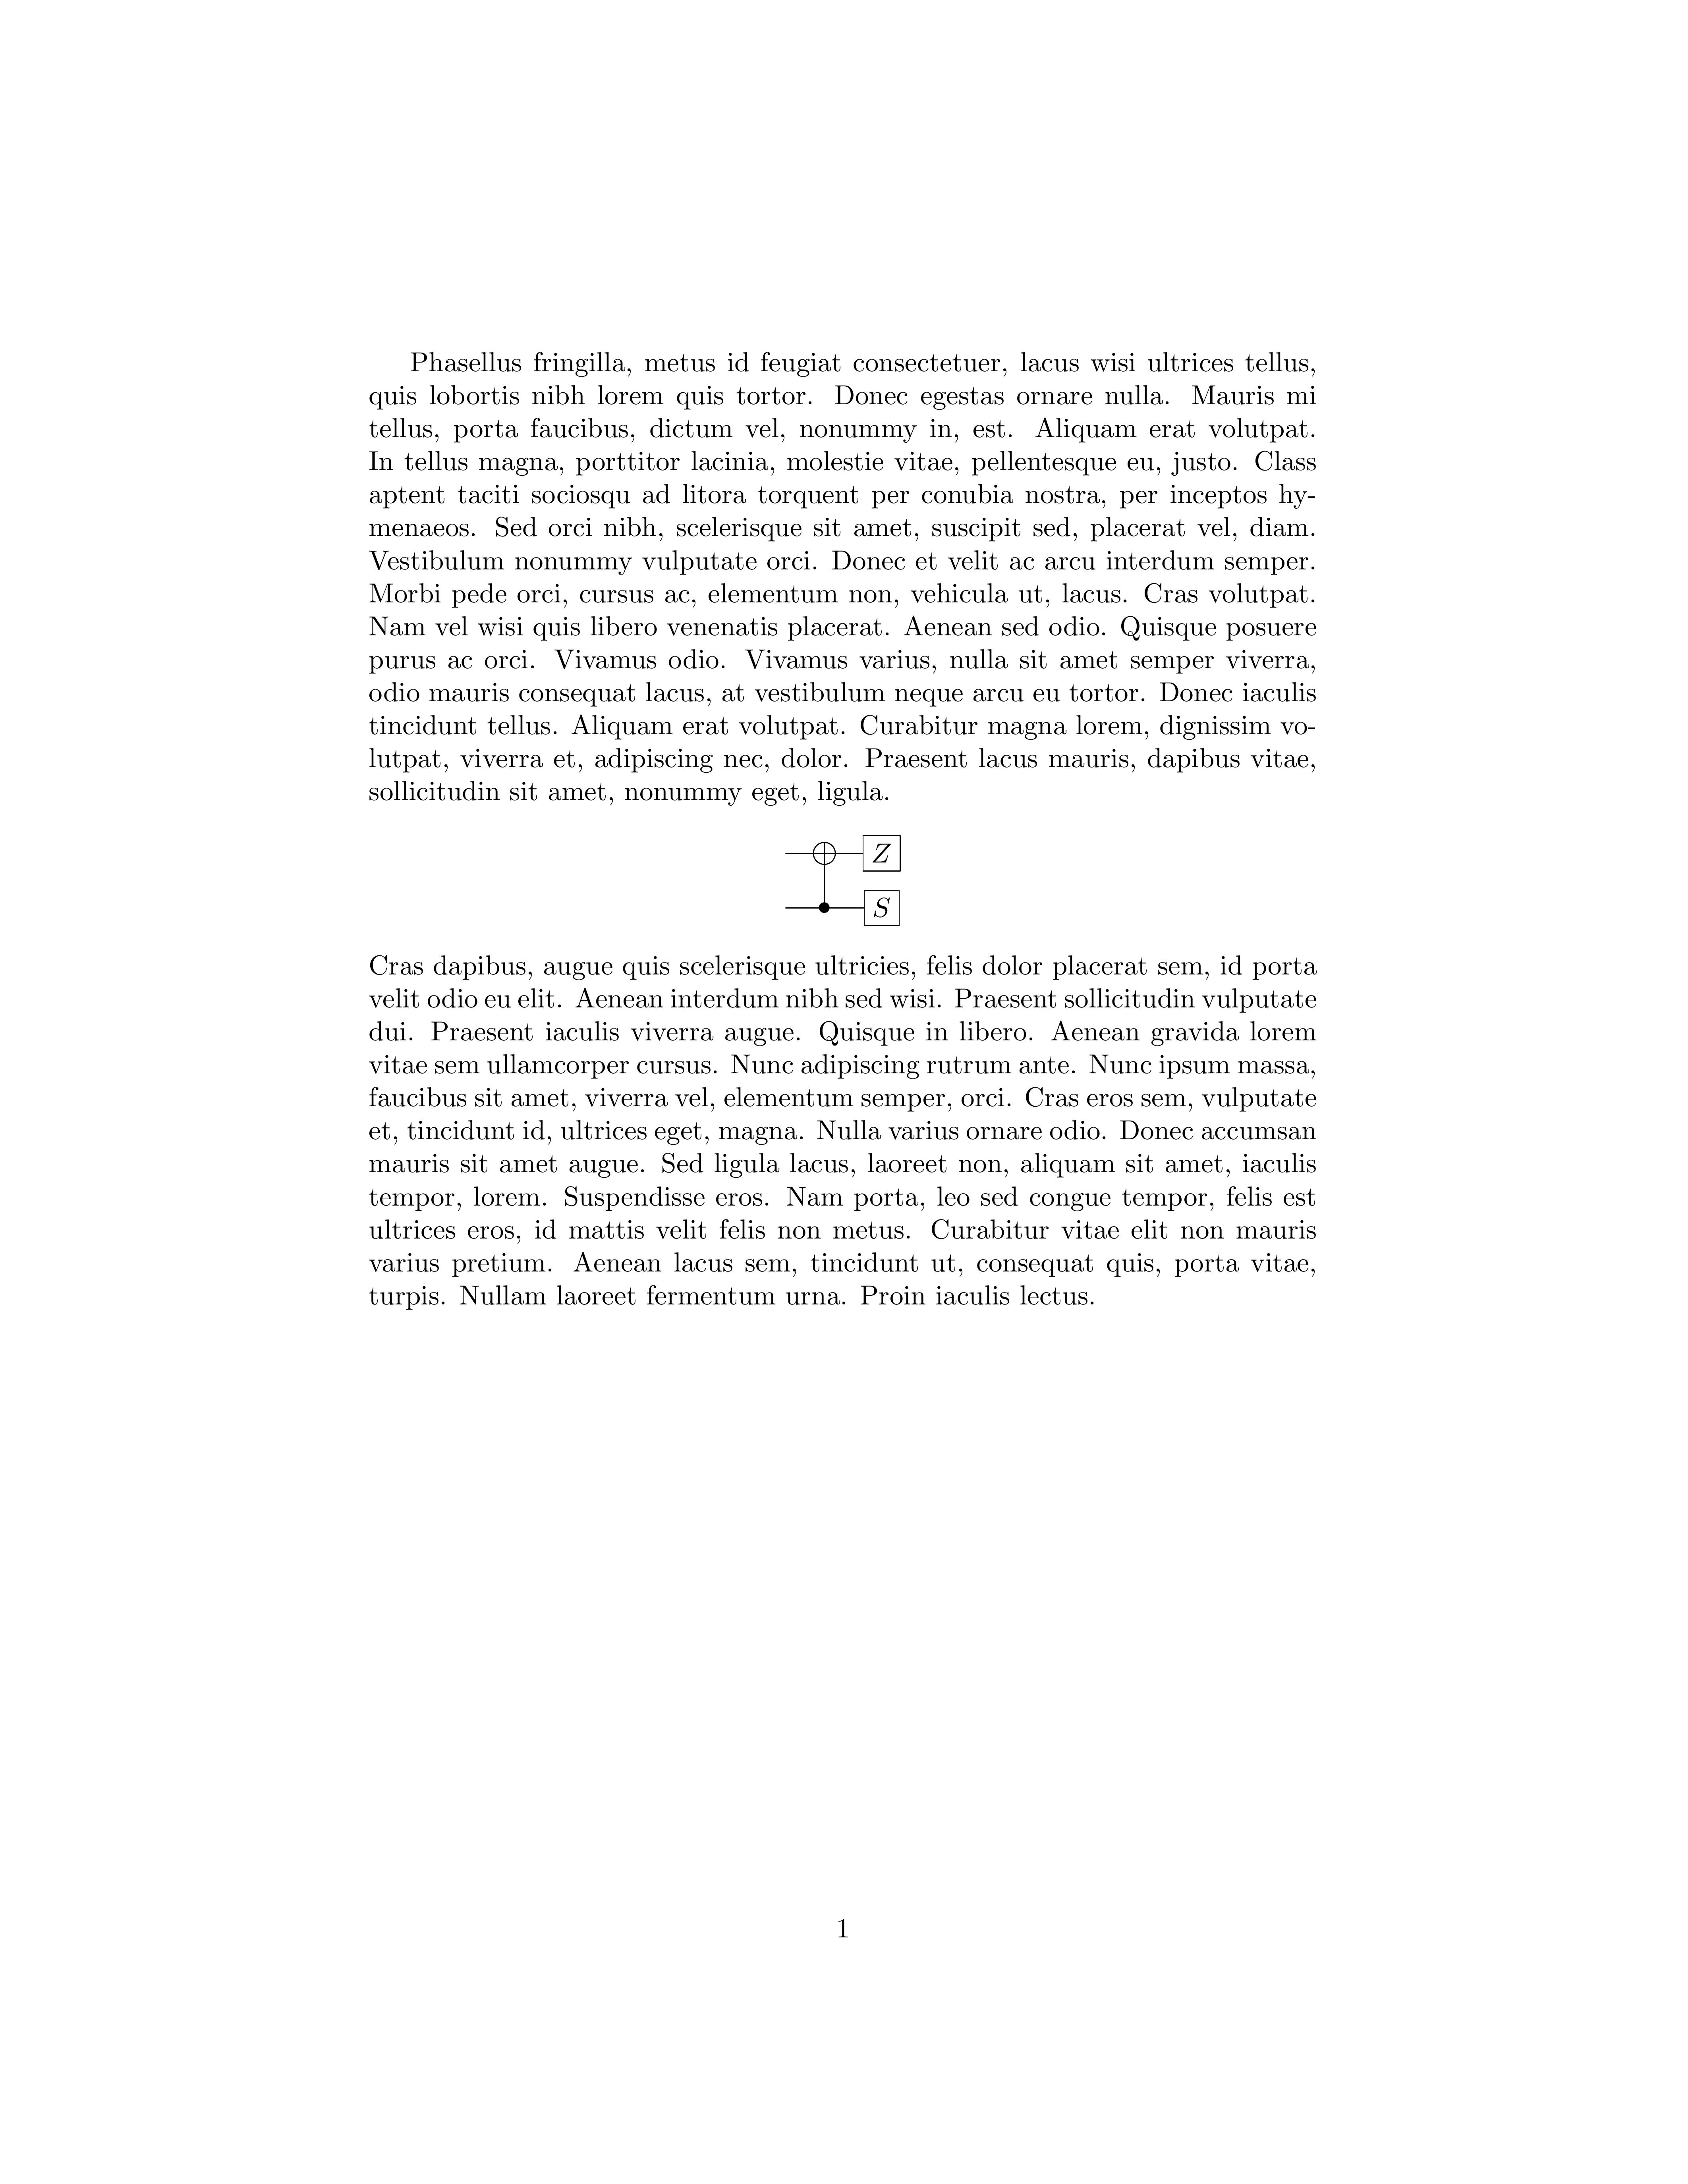 Phasellus fringilla, metus id feugiat consectetuer, lacus wisi ultrices tellus,
quis lobortis nibh lorem quis tortor. Donec egestas ornare nulla. Mauris mi
tellus, porta faucibus, dictum vel, nonummy in, est. Aliquam erat volutpat.
In tellus magna, porttitor lacinia, molestie vitae, pellentesque eu, justo. Class
aptent taciti sociosqu ad litora torquent per conubia nostra, per inceptos hy-
menaeos. Sed orci nibh, scelerisque sit amet, suscipit sed, placerat vel, diam.
Vestibulum nonummy vulputate orci. Donec et velit ac arcu interdum semper.
Morbi pede orci, cursus ac, elementum non, vehicula ut, lacus. Cras volutpat.
Nam vel wisi quis libero venenatis placerat. Aenean sed odio. Quisque posuere
purus ac orci. Vivamus odio. Vivamus varius, nulla sit amet semper viverra,
odio mauris consequat lacus, at vestibulum neque arcu eu tortor. Donec iaculis
tincidunt tellus. Aliquam erat volutpat. Curabitur magna lorem, dignissim vo-
lutpat, viverra et, adipiscing nec, dolor. Praesent lacus mauris, dapibus vitae,
sollicitudin sit amet, nonummy eget, ligula.
Z
S
Cras dapibus, augue quis scelerisque ultricies, felis dolor placerat sem, id porta
velit odio eu elit. Aenean interdum nibh sed wisi. Praesent sollicitudin vulputate
dui. Praesent iaculis viverra augue. Quisque in libero. Aenean gravida lorem
vitae sem ullamcorper cursus. Nunc adipiscing rutrum ante. Nunc ipsum massa,
faucibus sit amet, viverra vel, elementum semper, orci. Cras eros sem, vulputate
et, tincidunt id, ultrices eget, magna. Nulla varius ornare odio. Donec accumsan
mauris sit amet augue. Sed ligula lacus, laoreet non, aliquam sit amet, iaculis
tempor, lorem. Suspendisse eros. Nam porta, leo sed congue tempor, felis est
ultrices eros, id mattis velit felis non metus. Curabitur vitae elit non mauris
varius pretium. Aenean lacus sem, tincidunt ut, consequat quis, porta vitae,
turpis. Nullam laoreet fermentum urna. Proin iaculis lectus.
1